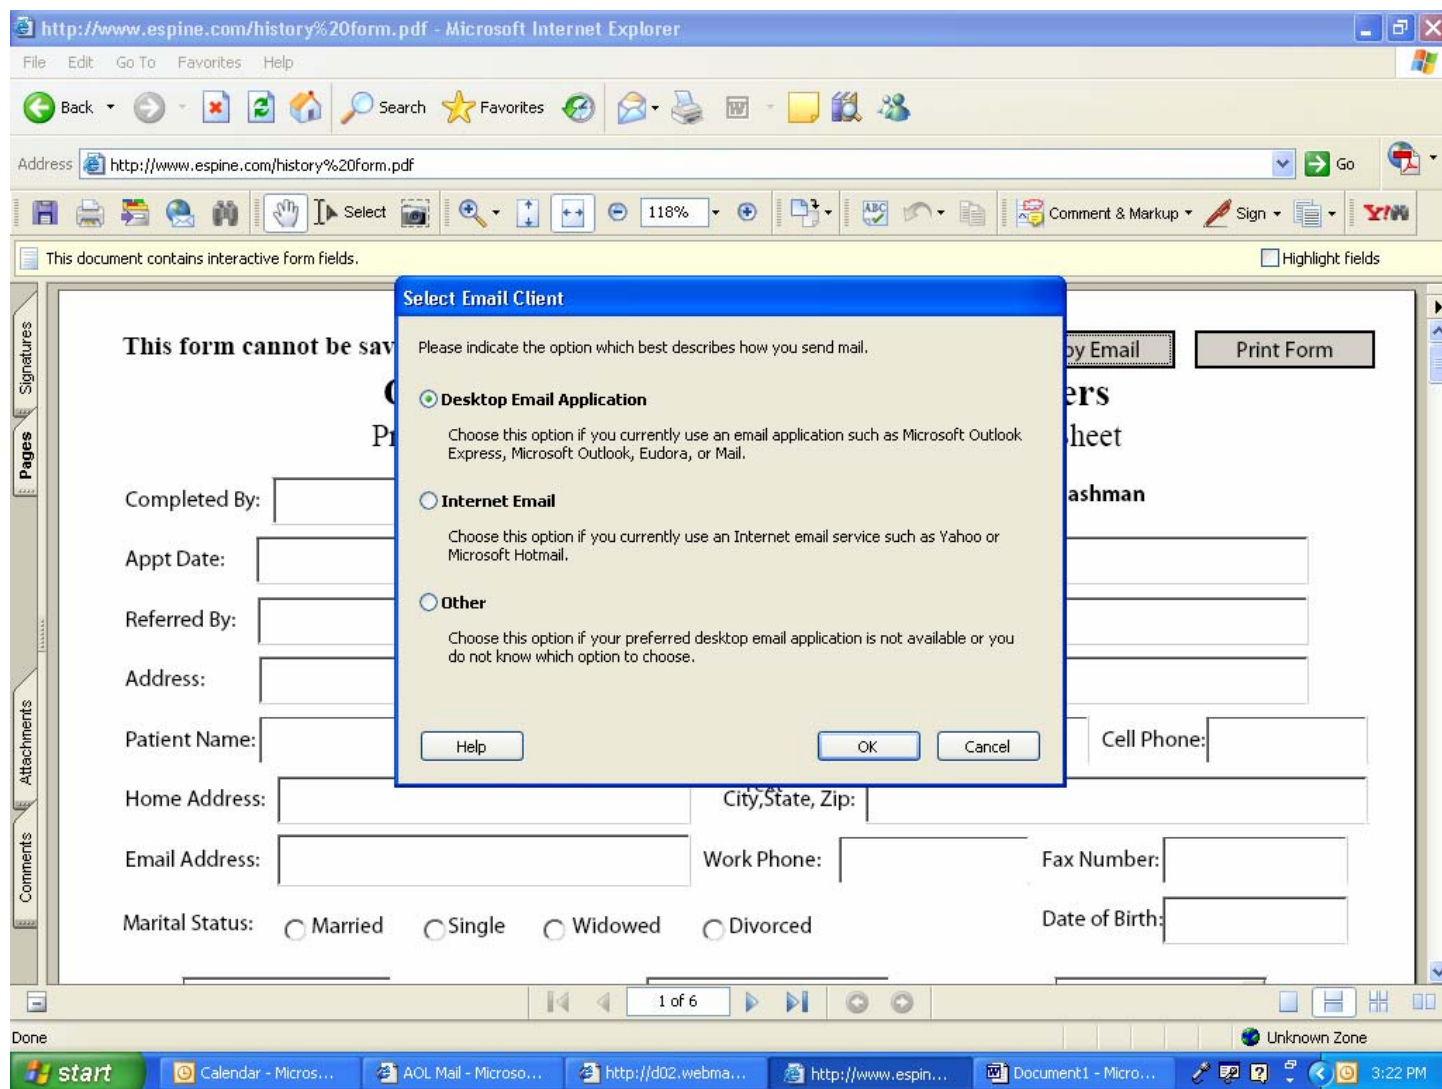 http://www.espine.com/history%20form.pdf - Microsoft Internet Explorer
File Edit Go To Favorites Help
Back Search Favorites
Address http://www.espine.com/history%20form.pdf Go
Select 118% ABC Comment & Markup Sign Y!
This document contains interactive form fields. Highlight fields
Signatures
Pages
Attachments
Comments
Select Email Client
This form cannot be sav
Please indicate the option which best describes how you send mail.
by Email Print Form
Desktop Email Application
ers
Choose this option if you currently use an email application such as Microsoft Outlook
Express, Microsoft Outlook, Eudora, or Mail.
heet
Completed By:
Internet Email
ashman
Choose this option if you currently use an Internet email service such as Yahoo or
Microsoft Hotmail.
Appt Date:
Other
Referred By:
Choose this option if your preferred desktop email application is not available or you
do not know which option to choose.
Address:
Patient Name: Cell Phone:
Help OK Cancel
Home Address: City,State, Zip:
Email Address: Work Phone: Fax Number:
Marital Status: Married Single Widowed Divorced Date of Birth:
1 of 6
Done Unknown Zone
start Calendar - Micros... AOL Mail - Microso... http://d02.webma... http://www.espin... Document1 - Micro... 3:22 PM